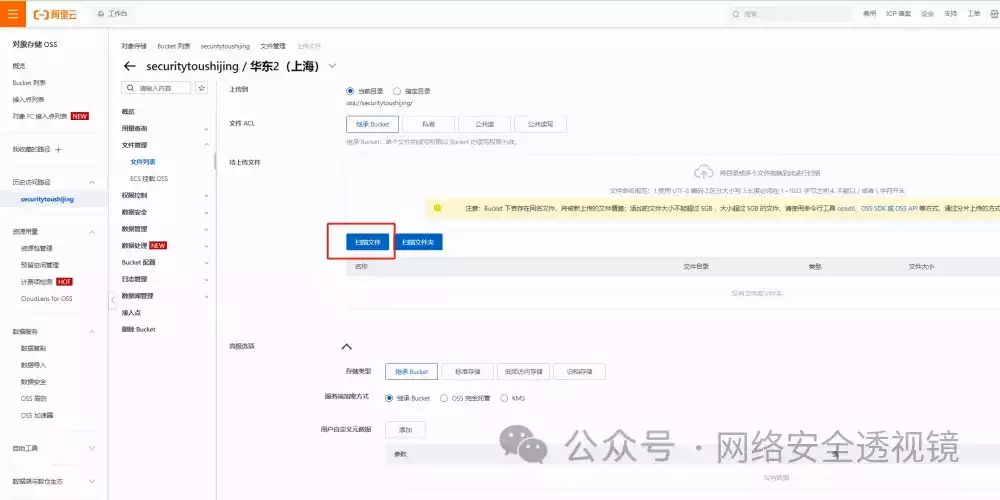 阿里云
工作台
搜索...
费用
ICP 备案
企业
支持
工单
对象存储 OSS
概览
Bucket 列表
接入点列表
对象 FC 接入点列表 NEW
我收藏的路径
历史访问路径
securitytoushijing
资源用量
资源包管理
预留空间管理
计费项检测 HOT
CloudLens for OSS
数据服务
数据复制
数据导入
数据安全
OSS 高防
OSS 加速器
自助工具
数据湖与数仓生态
对象存储
Bucket 列表
securitytoushijing
文件管理
上传文件
securitytoushijing / 华东2（上海）
请输入内容
概览
用量查询
文件管理
文件列表
ECS 挂载 OSS
权限控制
数据安全
数据管理
数据处理 NEW
Bucket 配置
日志管理
数据湖管理
接入点
删除 Bucket
上传到
当前目录
指定目录
oss://securitytoushijing/
文件 ACL
继承 Bucket
私有
公共读
公共读写
继承 Bucket：单个文件的读写权限以 Bucket 的读写权限为准。
待上传文件
将目录或多个文件拖拽到此进行扫描
文件命名规范：1.使用 UTF-8 编码 2.区分大小写 3.长度必须在 1~1023 字节之间 4.不能以 / 或者 \ 字符开头
注意：Bucket 下若存在同名文件，将被新上传的文件覆盖；添加的文件大小不能超过 5GB，大小超过 5GB 的文件，请使用命令行工具 ossutil、OSS SDK 或 OSS API 等方式，通过分片上传的方式
扫描文件
扫描文件夹
名称
文件目录
类型
文件大小
高级选项
存储类型
继承 Bucket
标准存储
低频访问存储
归档存储
服务端加密方式
继承 Bucket
OSS 完全托管
KMS
用户自定义元数据
添加
参数
值
没有数据
公众号 · 网络安全透视镜